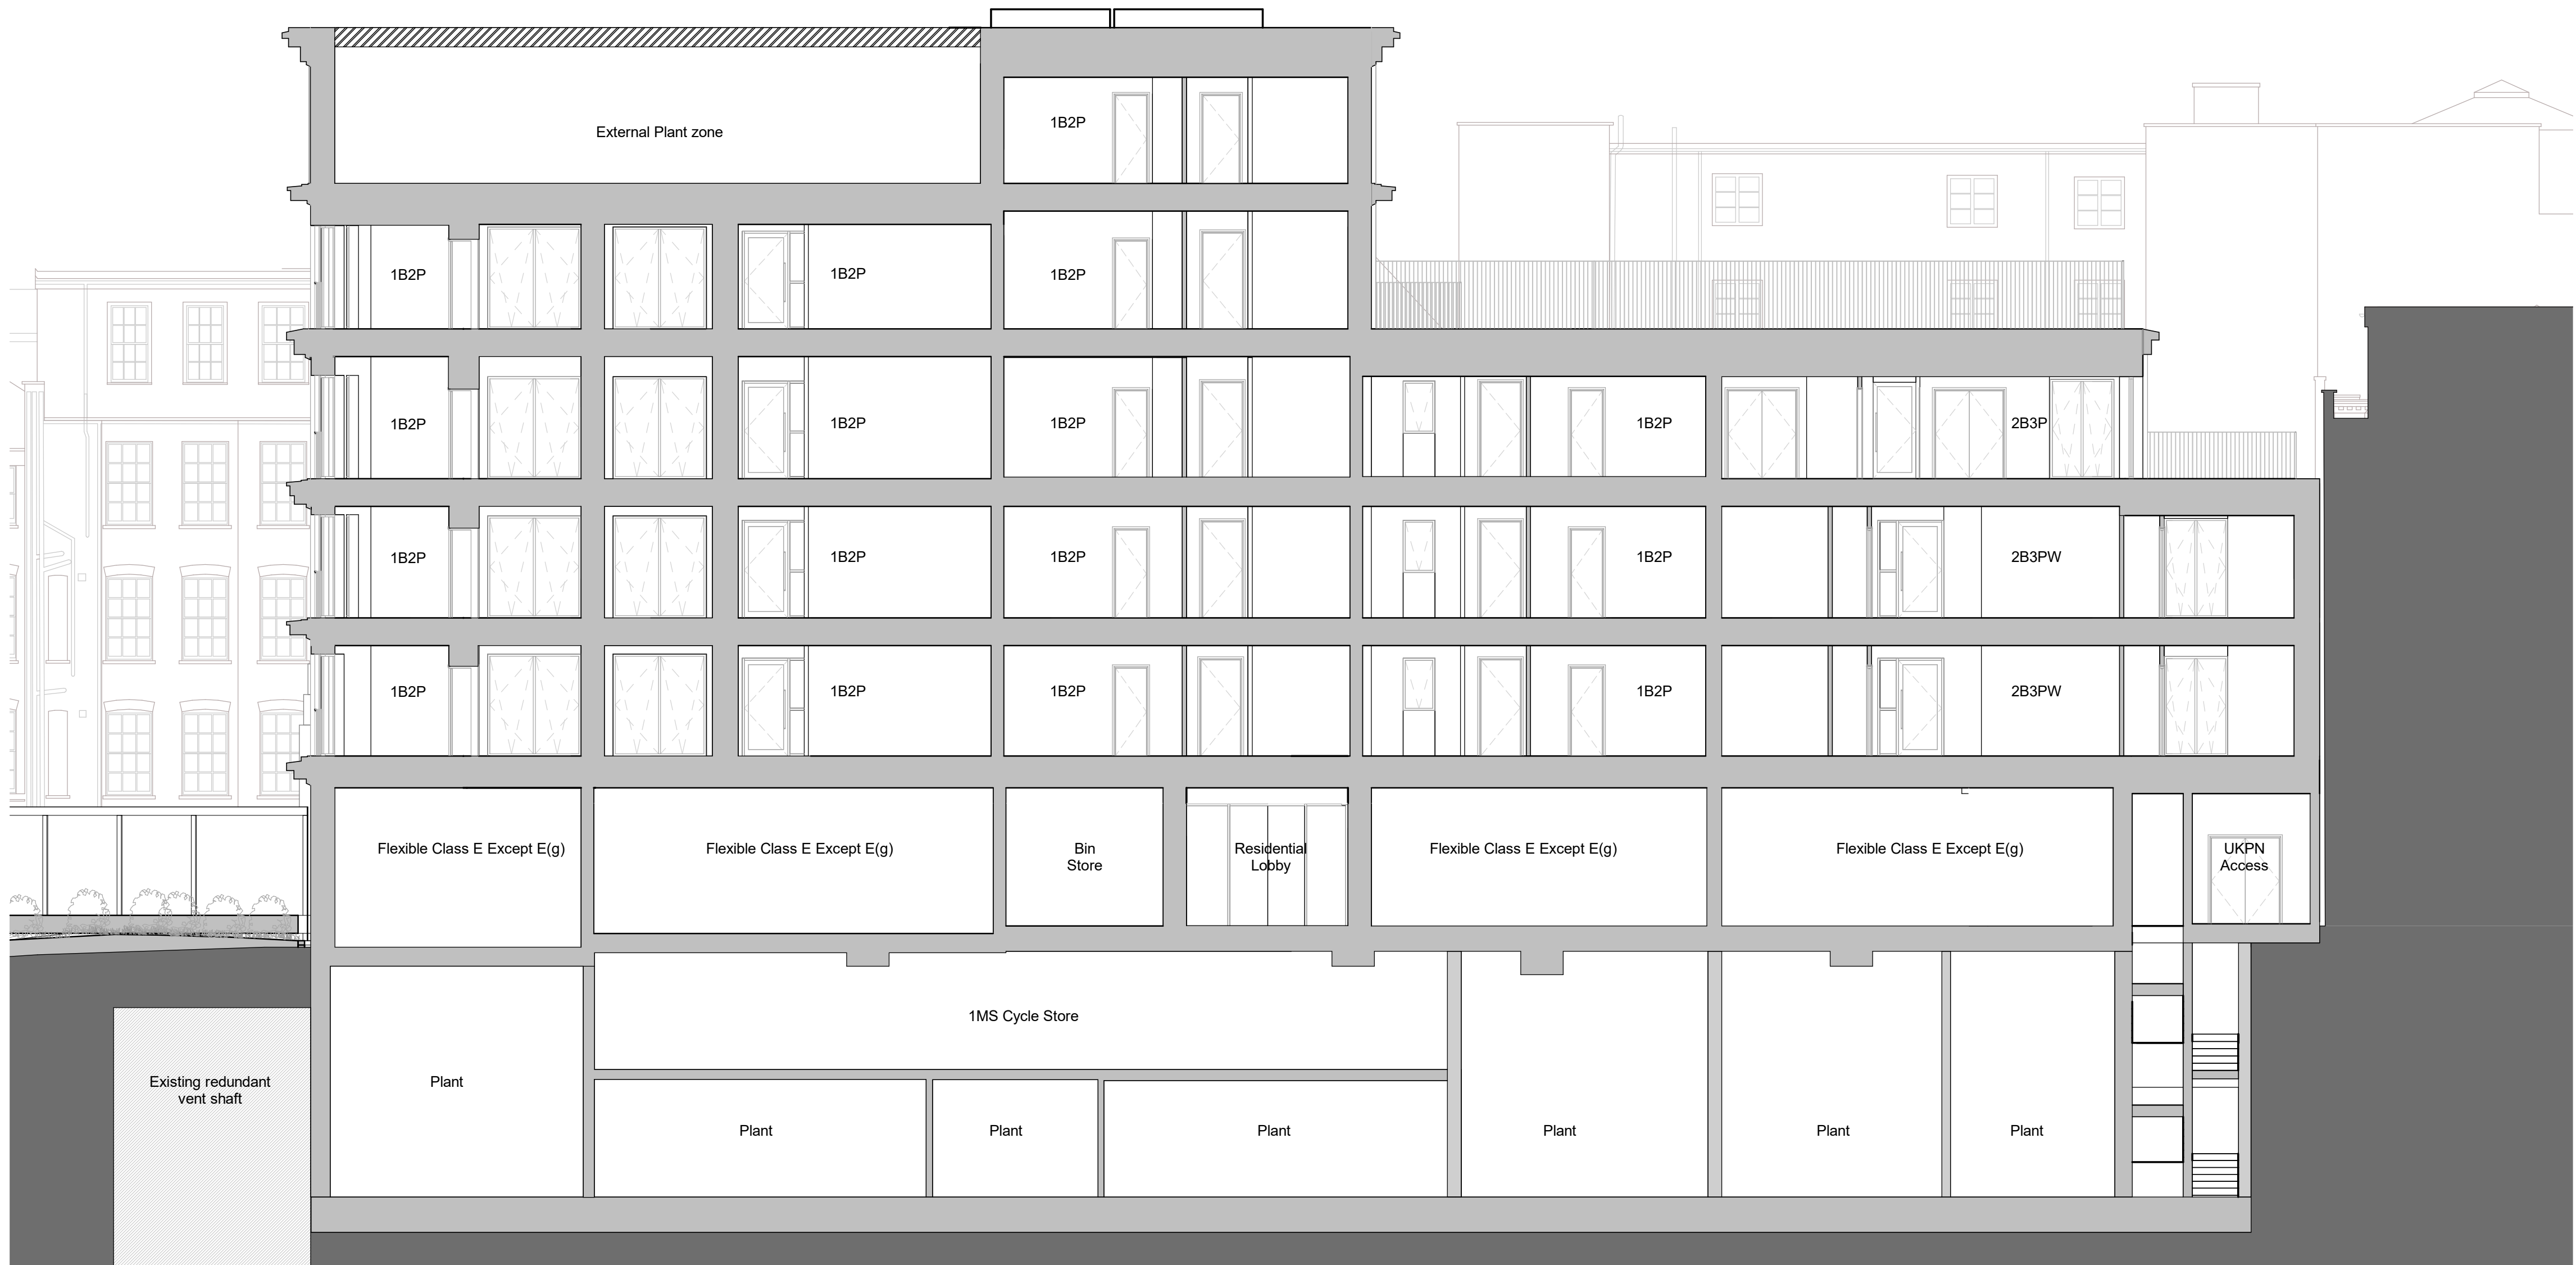 External Plant zone
1B2P
1B2P
1B2P
1B2P
1B2P
1B2P
1B2P
1B2P
2B3P
1B2P
1B2P
1B2P
1B2P
2B3PW
1B2P
1B2P
1B2P
1B2P
2B3PW
Flexible Class E Except E(g)
Flexible Class E Except E(g)
Bin
Store
Residential
Lobby
Flexible Class E Except E(g)
Flexible Class E Except E(g)
UKPN
Access
1MS Cycle Store
Existing redundant
vent shaft
Plant
Plant
Plant
Plant
Plant
Plant
Plant